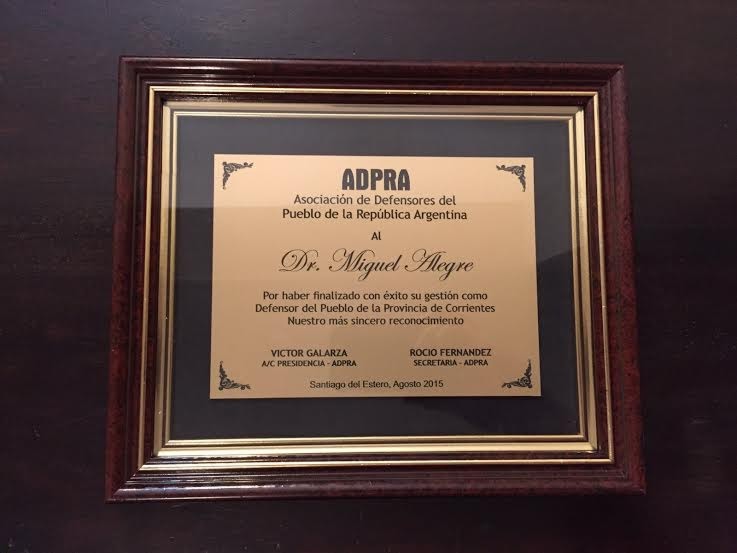 ADPRA
Asociación de Defensores del
Pueblo de la República Argentina
Al
Dr. Miguel Alegre
Por haber finalizado con éxito su gestión como
Defensor del Pueblo de la Provincia de Corrientes
Nuestro más sincero reconocimiento
VICTOR GALARZA ROCIO FERNANDEZ
A/C PRESIDENCIA - ADPRA SECRETARIA - ADPRA
Santiago del Estero, Agosto 2015